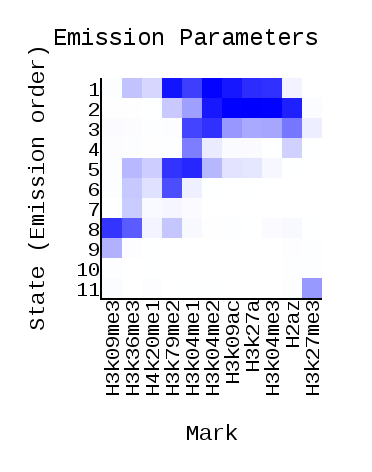 Emission Parameters
State (Emission order)
1
2
3
4
5
6
7
8
9
10
11
H3k09me3
H3k36me3
H4k20me1
H3k79me2
H3k04me1
H3k04me2
H3k09ac
H3k27a
H3k04me3
H2az
H3k27me3
Mark